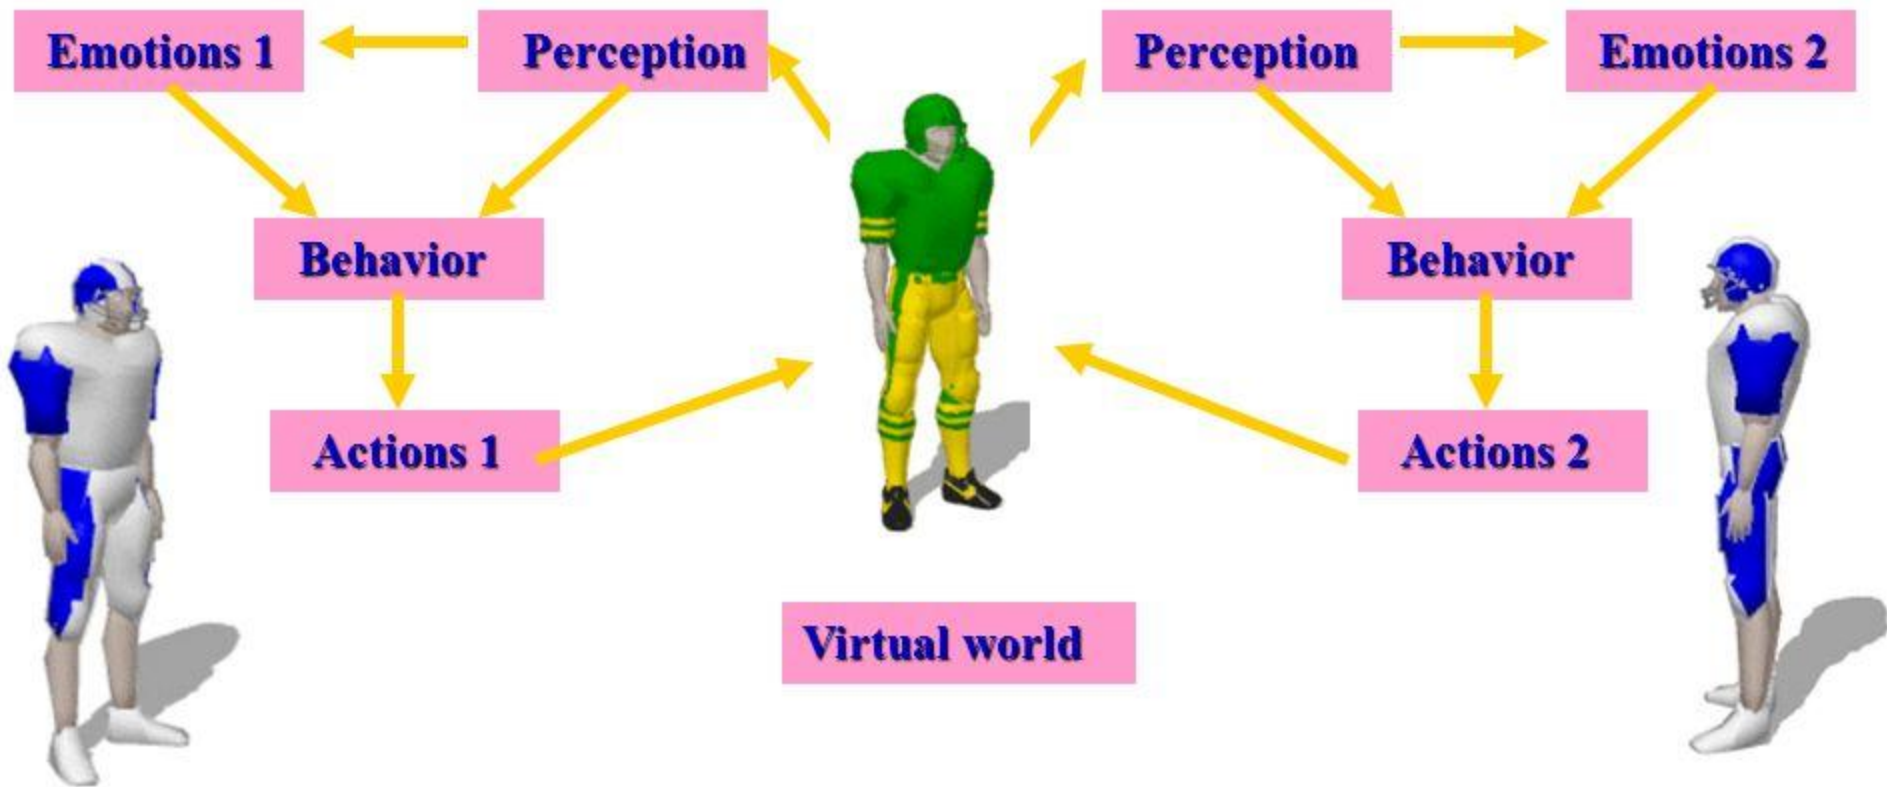 Emotions 1
Perception
Perception
Emotions 2
Behavior
Behavior
Actions 1
Actions 2
Virtual world